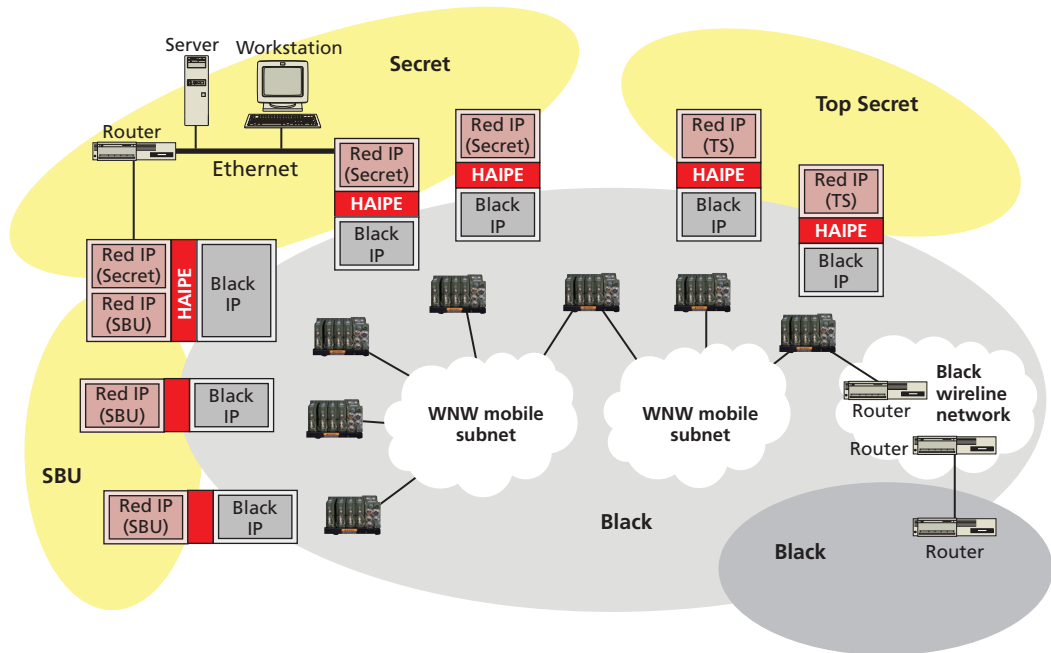 Server
Workstation
Secret
Router
Ethernet
Red IP
(Secret)
HAIPE
Black
IP
Red IP
(Secret)
HAIPE
Black
IP
Top Secret
Red IP
(TS)
HAIPE
Black
IP
Red IP
(TS)
HAIPE
Black
IP
Red IP
(Secret)
Red IP
(SBU)
HAIPE
Black
IP
Red IP
(SBU)
Black
IP
SBU
Red IP
(SBU)
Black
IP
WNW mobile
subnet
WNW mobile
subnet
Black
wireline
network
Router
Router
Black
Black
Router